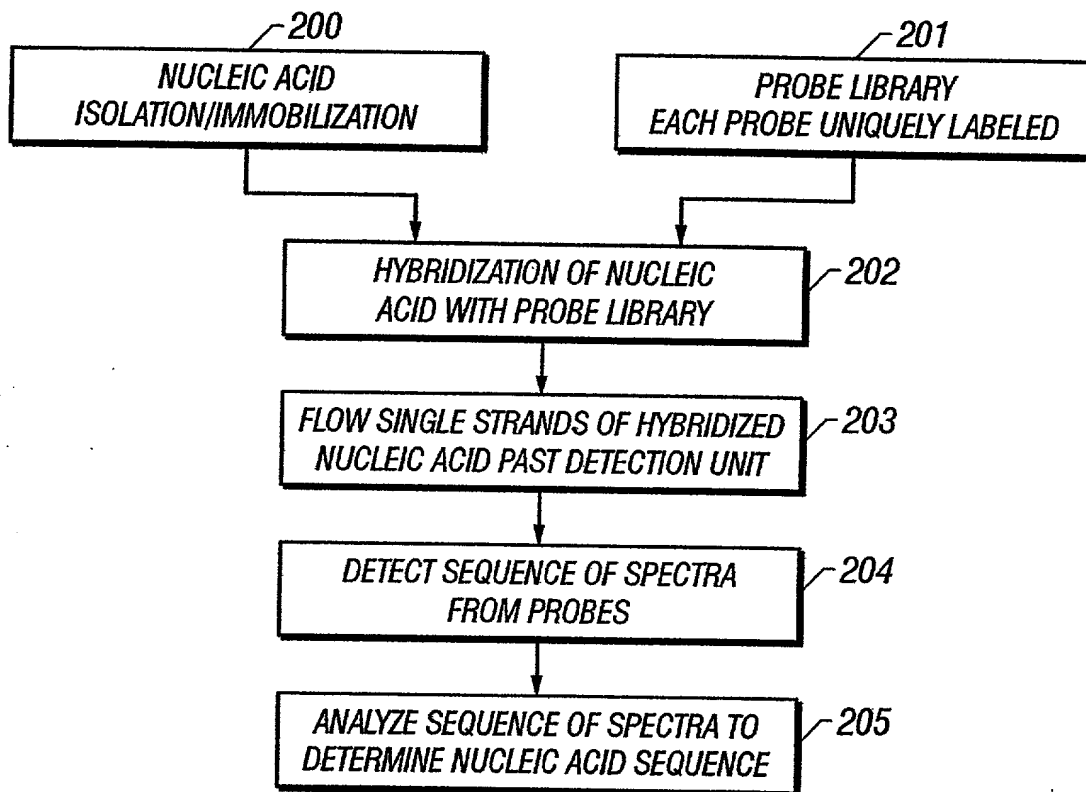 200
NUCLEIC ACID
ISOLATION/IMMOBILIZATION
201
PROBE LIBRARY
EACH PROBE UNIQUELY LABELED
202
HYBRIDIZATION OF NUCLEIC
ACID WITH PROBE LIBRARY
203
FLOW SINGLE STRANDS OF HYBRIDIZED
NUCLEIC ACID PAST DETECTION UNIT
204
DETECT SEQUENCE OF SPECTRA
FROM PROBES
205
ANALYZE SEQUENCE OF SPECTRA TO
DETERMINE NUCLEIC ACID SEQUENCE